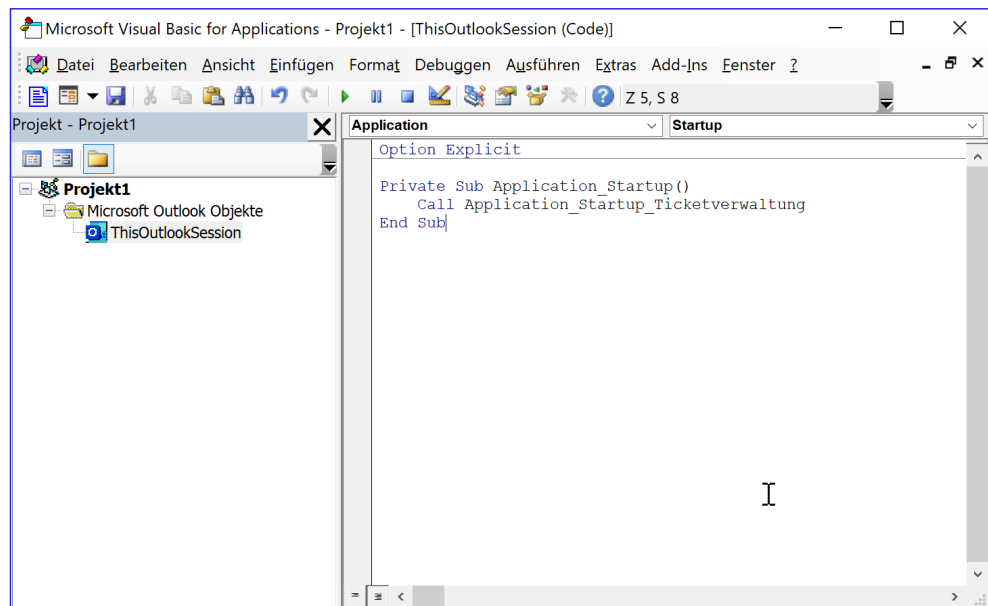 Microsoft Visual Basic for Applications - Projekt1 - [ThisOutlookSession (Code)]
Datei Bearbeiten Ansicht Einfügen Format Debuggen Ausführen Extras Add-Ins Fenster ?
Z 5, S 8
Projekt - Projekt1
Application
Startup
Projekt1
Microsoft Outlook Objekte
ThisOutlookSession
Option Explicit
Private Sub Application_Startup()
Call Application_Startup_Ticketverwaltung
End Sub